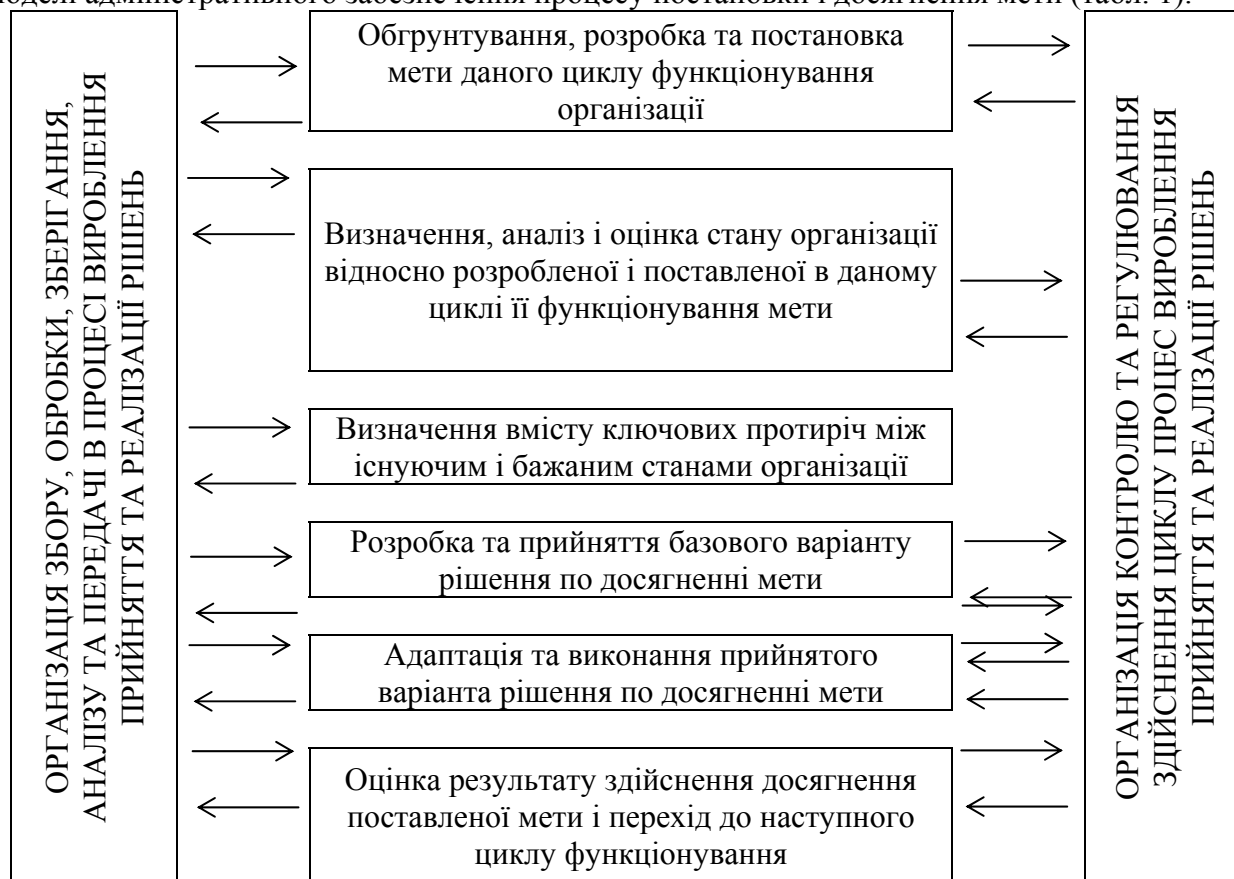 моделі адміністративного забезпечення процесу постановки і досягнення мети (табл. 1).
ОРГАНІЗАЦІЯ ЗБОРУ, ОБРОБКИ, ЗБЕРІГАННЯ,
АНАЛІЗУ ТА ПЕРЕДАЧІ В ПРОЦЕСІ ВИРОБЛЕННЯ
ПРИЙНЯТТЯ ТА РЕАЛІЗАЦІЇ РІШЕНЬ
Обгрунтування, розробка та постановка
мети даного циклу функціонування
організації
Визначення, аналіз і оцінка стану організації
відносно розробленої і поставленої в даному
циклі її функціонування мети
Визначення вмісту ключових протиріч між
існуючим і бажаним станами організації
Розробка та прийняття базового варіанту
рішення по досягненні мети
Адаптація та виконання прийнятого
варіанта рішення по досягненні мети
Оцінка результату здійснення досягнення
поставленої мети і перехід до наступного
циклу функціонування
ОРГАНІЗАЦІЯ КОНТРОЛЮ ТА РЕГУЛЮВАННЯ
ЗДІЙСНЕННЯ ЦИКЛУ ПРОЦЕС ВИРОБЛЕННЯ
ПРИЙНЯТТЯ ТА РЕАЛІЗАЦІЇ РІШЕНЬ